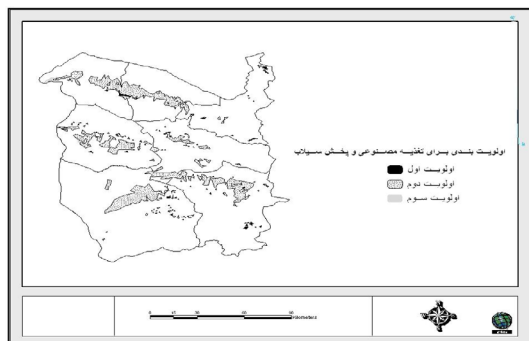 اولویت بندی برای تغذیه مصنوعی و پخش سیلاب
اولویت اول
اولویت دوم
اولویت سوم
Kilometers